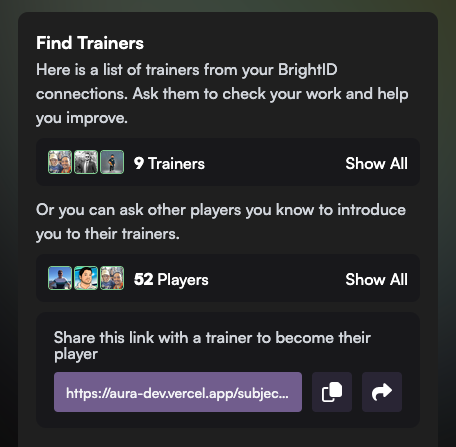 Find Trainers
Here is a list of trainers from your BrightID
connections. Ask them to check your work and help
you improve.
9 Trainers
Show All
Or you can ask other players you know to introduce
you to their trainers.
52 Players
Show All
Share this link with a trainer to become their
player
https://aura-dev.vercel.app/subjec...